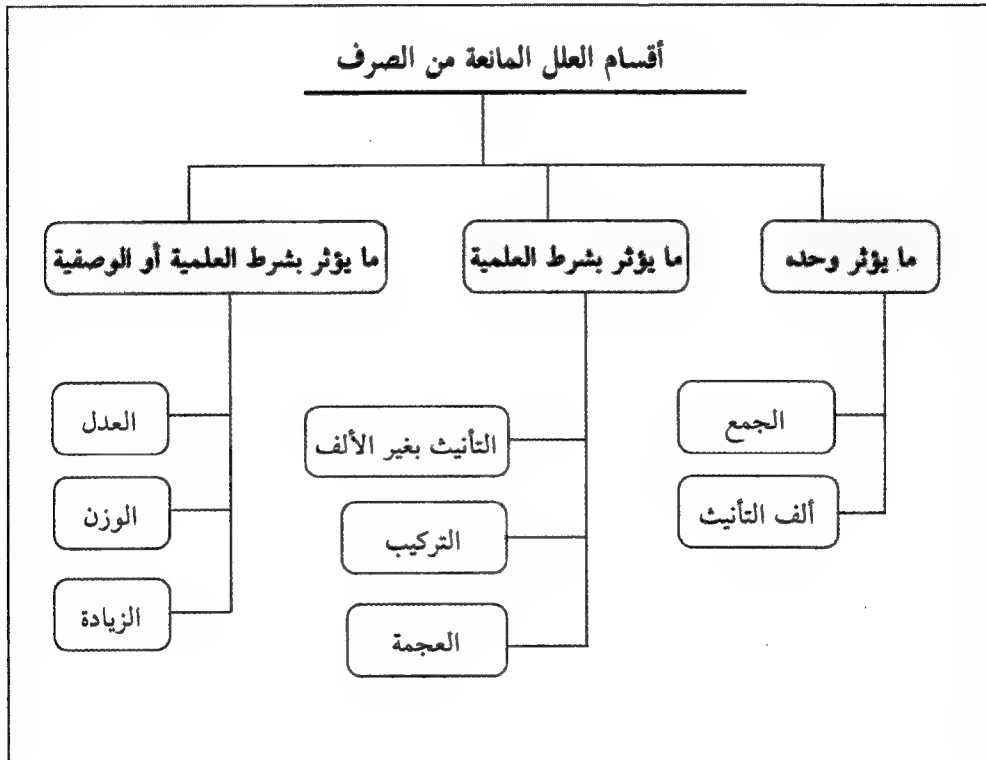 أقسام العلل المانعة من الصرف
ما يؤثر وحده
ما يؤثر بشرط العلمية
ما يؤثر بشرط العلمية أو الوصفية
الجمع
ألف التأنيث
التأنيث بغير الألف
التركيب
العجمة
العدل
الوزن
الزيادة